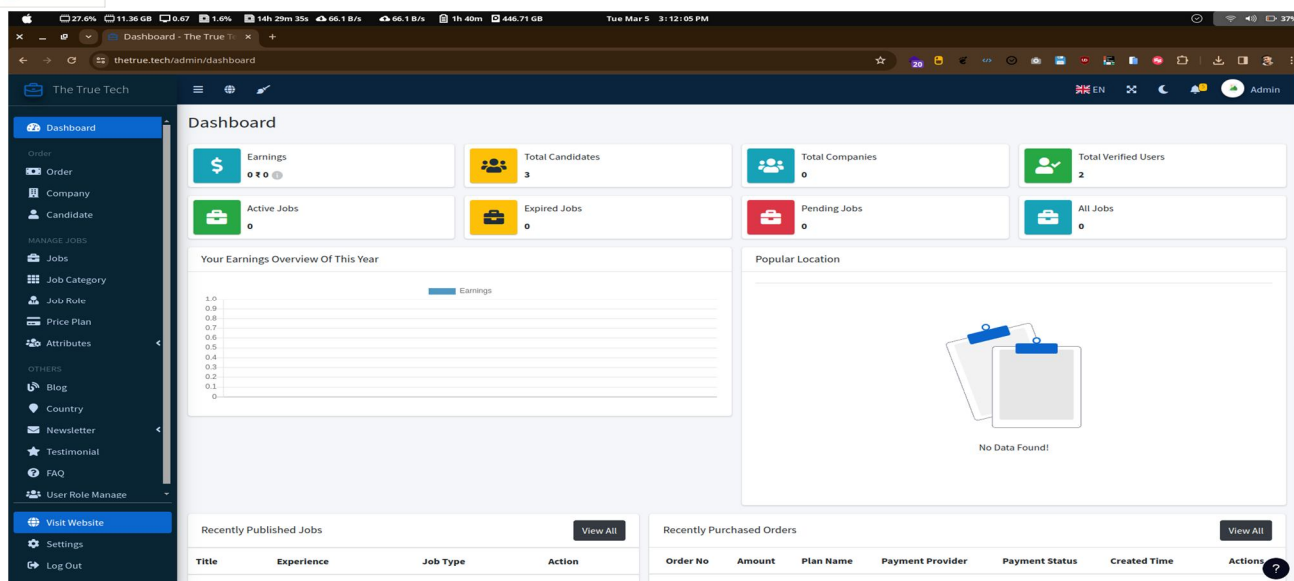 27.6% 11.36 GB 0.67 1.6% 14h 29m 35s 66.1 B/s 66.1 B/s 1h 40m 446.71 GB Tue Mar 5 3:12:05 PM 37%
Dashboard - The True Te
thetrue.tech/admin/dashboard
20
The True Tech
EN
Admin
Dashboard
Order
Order
Company
Candidate
MANAGE JOBS
Jobs
Job Category
Job Role
Price Plan
Attributes
OTHERS
Blog
Country
Newsletter
Testimonial
FAQ
User Role Manage
Visit Website
Settings
Log Out
Dashboard
Earnings
0 ₹ 0
Total Candidates
3
Total Companies
0
Total Verified Users
2
Active Jobs
0
Expired Jobs
0
Pending Jobs
0
All Jobs
0
Your Earnings Overview Of This Year
Earnings
1.0
0.9
0.8
0.7
0.6
0.5
0.4
0.3
0.2
0.1
0
Popular Location
No Data Found!
Recently Published Jobs
View All
Title Experience Job Type Action
Recently Purchased Orders
View All
Order No Amount Plan Name Payment Provider Payment Status Created Time Actions
?